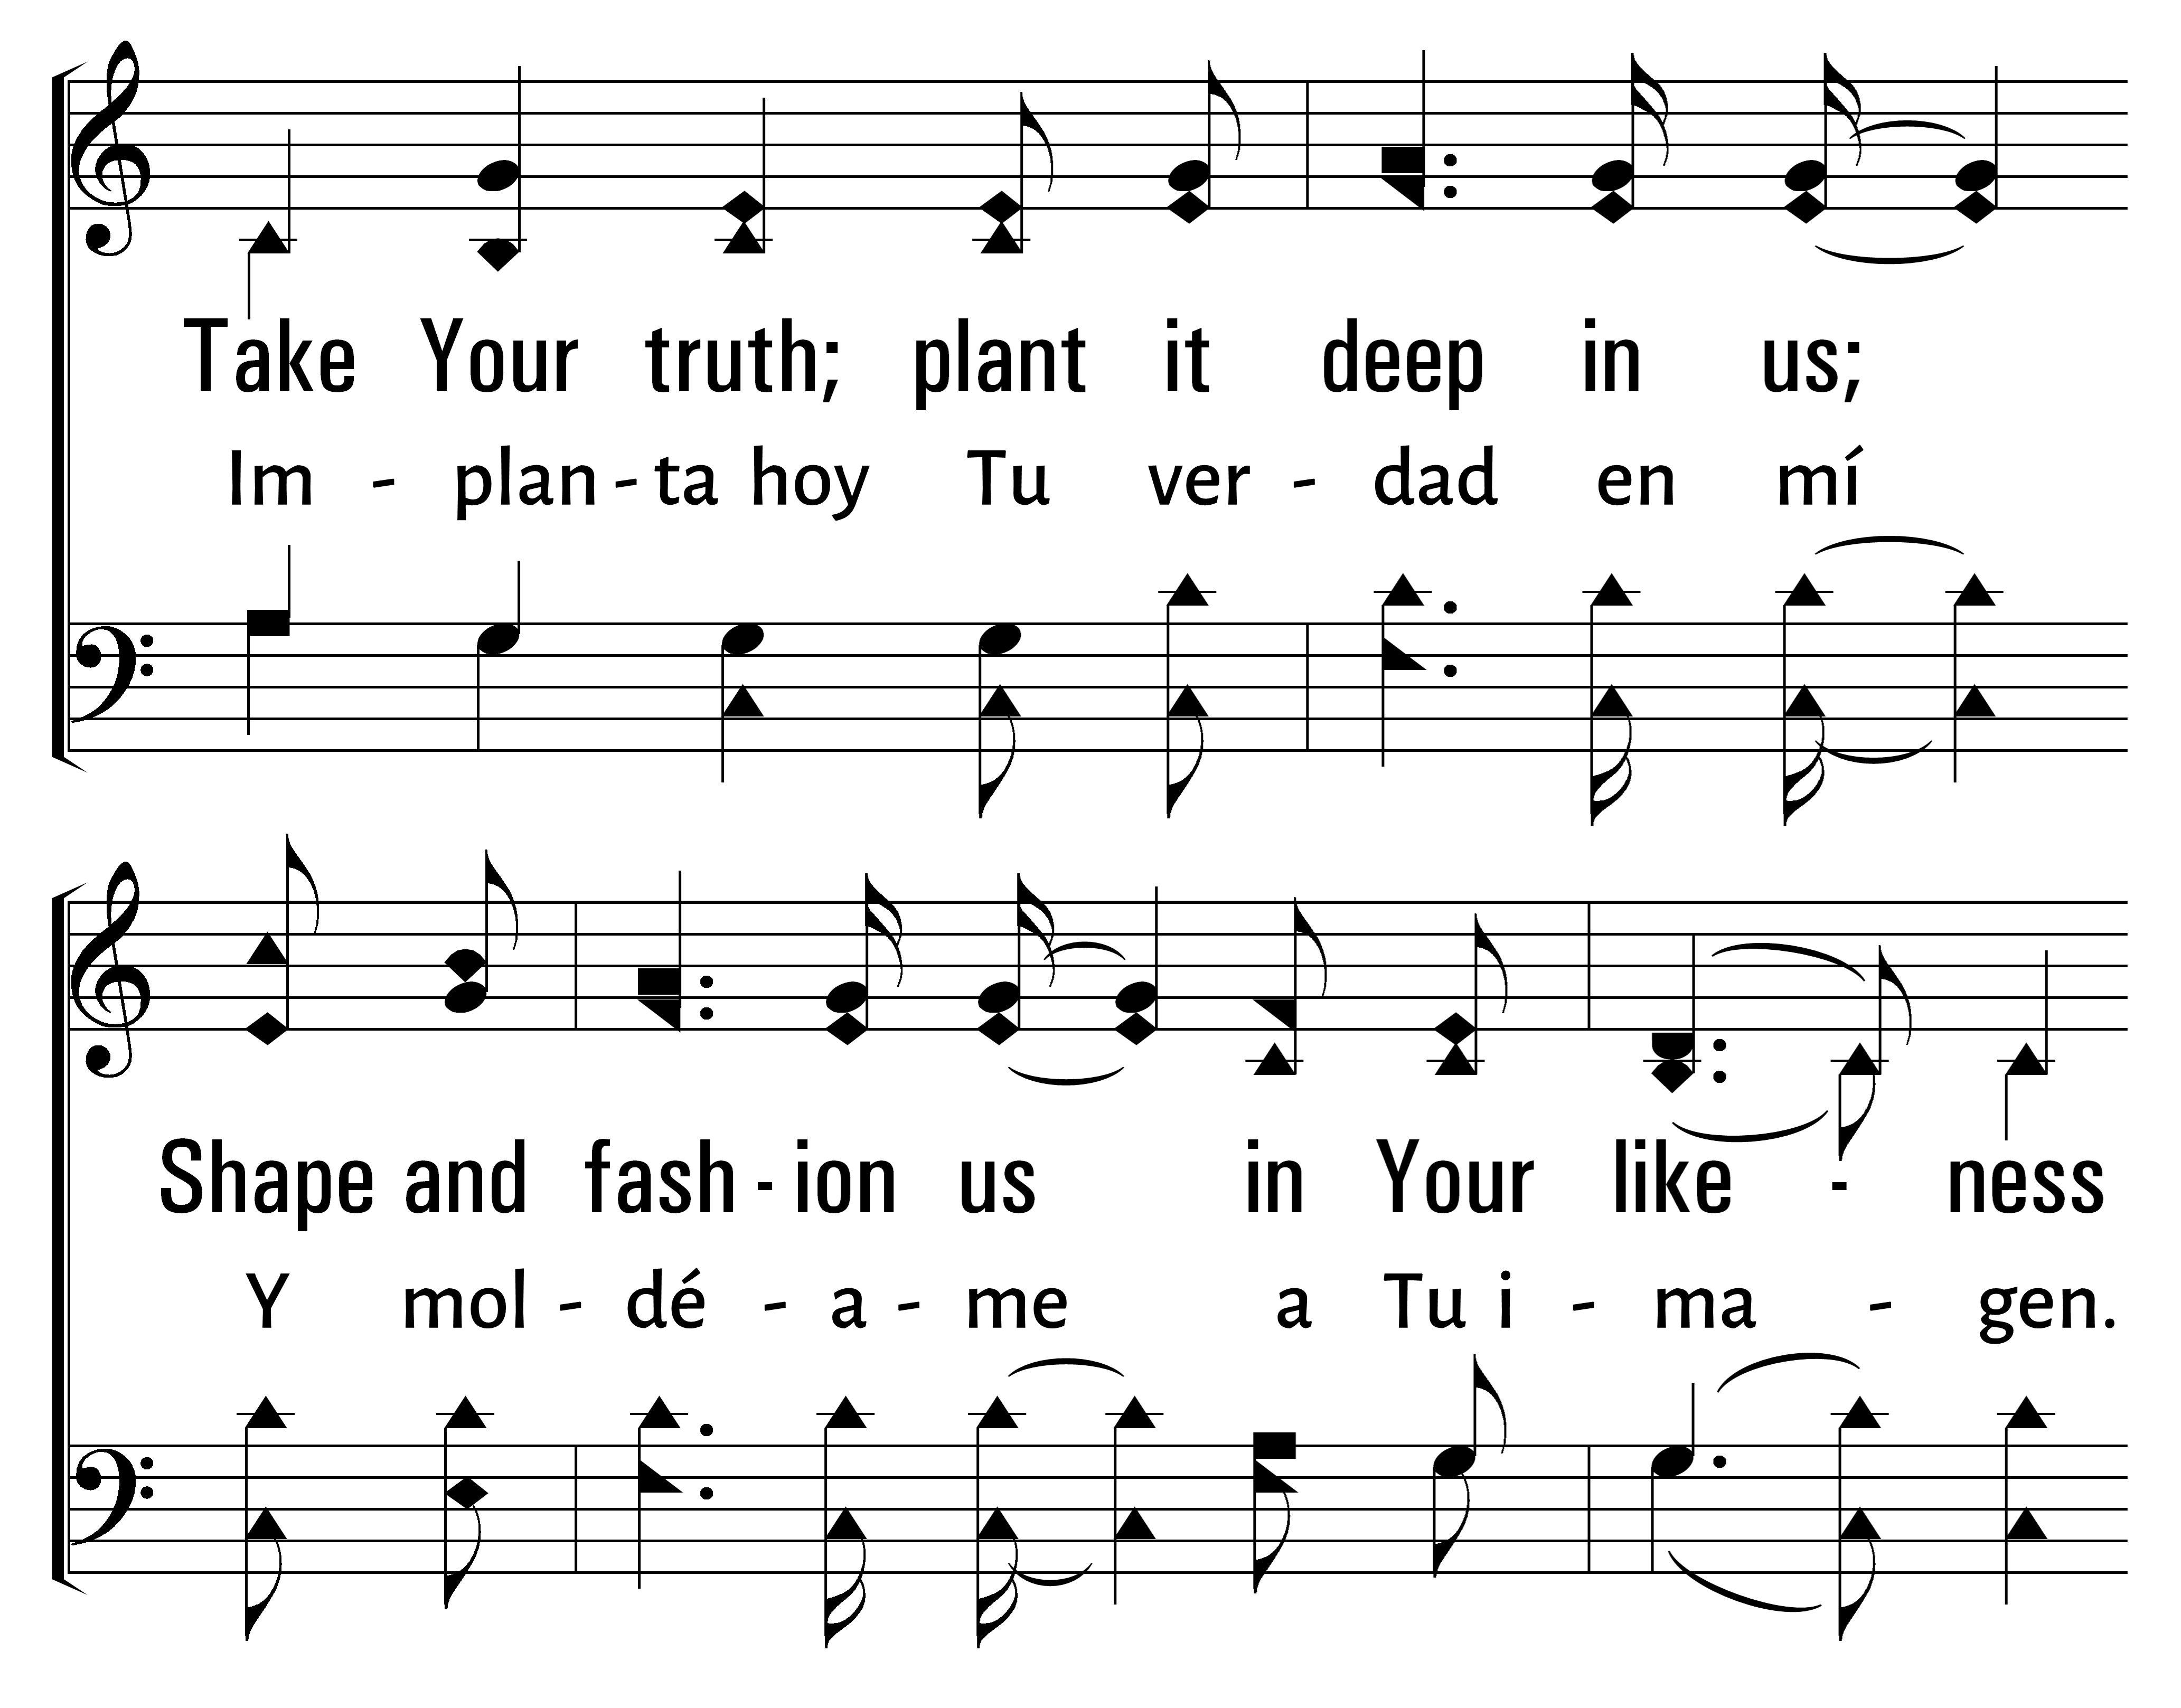 Take Your truth; plant it deep in us;
Im - plan - ta hoy Tu ver - dad en mí
Shape and fash - ion us in Your like - ness
Y mol - dé - a - me a Tu i - ma - gen.